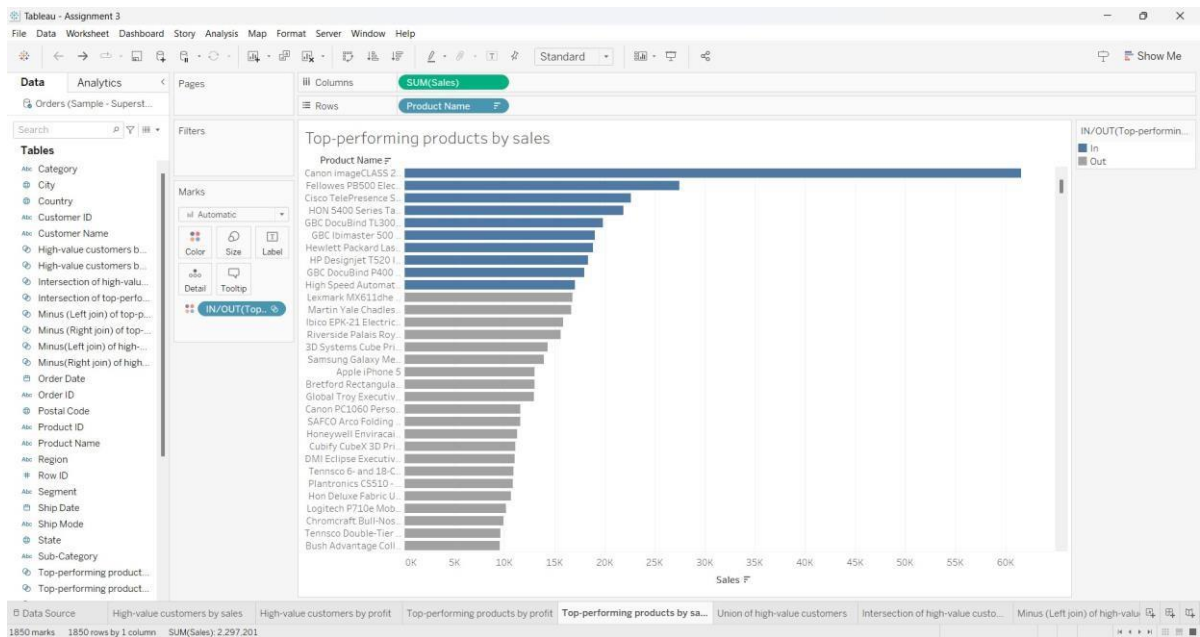 Tableau - Assignment 3
File Data Worksheet Dashboard Story Analysis Map Format Server Window Help
Standard
Show Me
Data Analytics
Pages
Columns SUM(Sales)
Orders (Sample - Superst...
Rows Product Name
Search
Filters
Tables
Abc Category
City
Country
Abc Customer ID
Abc Customer Name
High-value customers b...
High-value customers b...
Intersection of high-valu...
Intersection of top-perfo...
Minus (Left join) of top-p...
Minus (Right join) of top-...
Minus(Left join) of high-...
Minus(Right join) of high...
Order Date
Abc Order ID
Postal Code
Abc Product ID
Abc Product Name
Abc Region
# Row ID
Abc Segment
Ship Date
Abc Ship Mode
State
Abc Sub-Category
Top-performing product...
Top-performing product...
Marks
Automatic
Color Size Label
Detail Tooltip
IN/OUT(Top...
Top-performing products by sales
Product Name
Canon imageCLASS 2...
Fellowes PB500 Elec...
Cisco TelePresence S...
HON 5400 Series Ta...
GBC DocuBind TL300...
GBC Ibimaster 500 ...
Hewlett Packard Las...
HP Designjet T520 I...
GBC DocuBind P400 ...
High Speed Automat...
Lexmark MX611dhe ...
Martin Yale Chadles...
Ibico EPK-21 Electric...
Riverside Palais Roy...
3D Systems Cube Pri...
Samsung Galaxy Me...
Apple iPhone 5
Bretford Rectangula...
Global Troy Executiv...
Canon PC1060 Perso...
SAFCO Arco Folding ...
Honeywell Enviracai...
Cubify CubeX 3D Pri...
DMI Eclipse Executiv...
Tennsco 6- and 18-C...
Plantronics CS510 - ...
Hon Deluxe Fabric U...
Logitech P710e Mob...
Chromcraft Bull-Nos...
Tennsco Double-Tier ...
Bush Advantage Coll...
0K 5K 10K 15K 20K 25K 30K 35K 40K 45K 50K 55K 60K
Sales
IN/OUT(Top-performin...
In
Out
Data Source High-value customers by sales High-value customers by profit Top-performing products by profit Top-performing products by sa... Union of high-value customers Intersection of high-value custo... Minus (Left join) of high-valu
1850 marks 1850 rows by 1 column SUM(Sales): 2,297,201